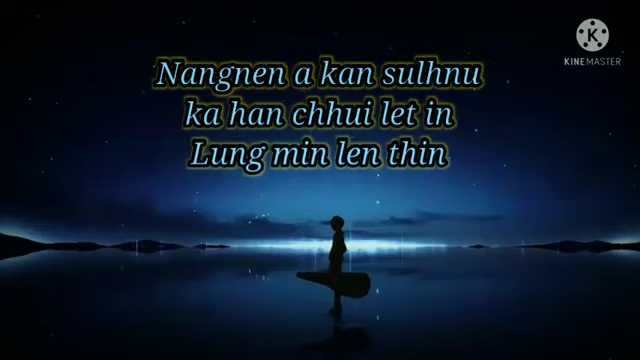 K
KINEMASTER
Nangnen a kan sulhnu
ka han chhui let in
Lung min len thin